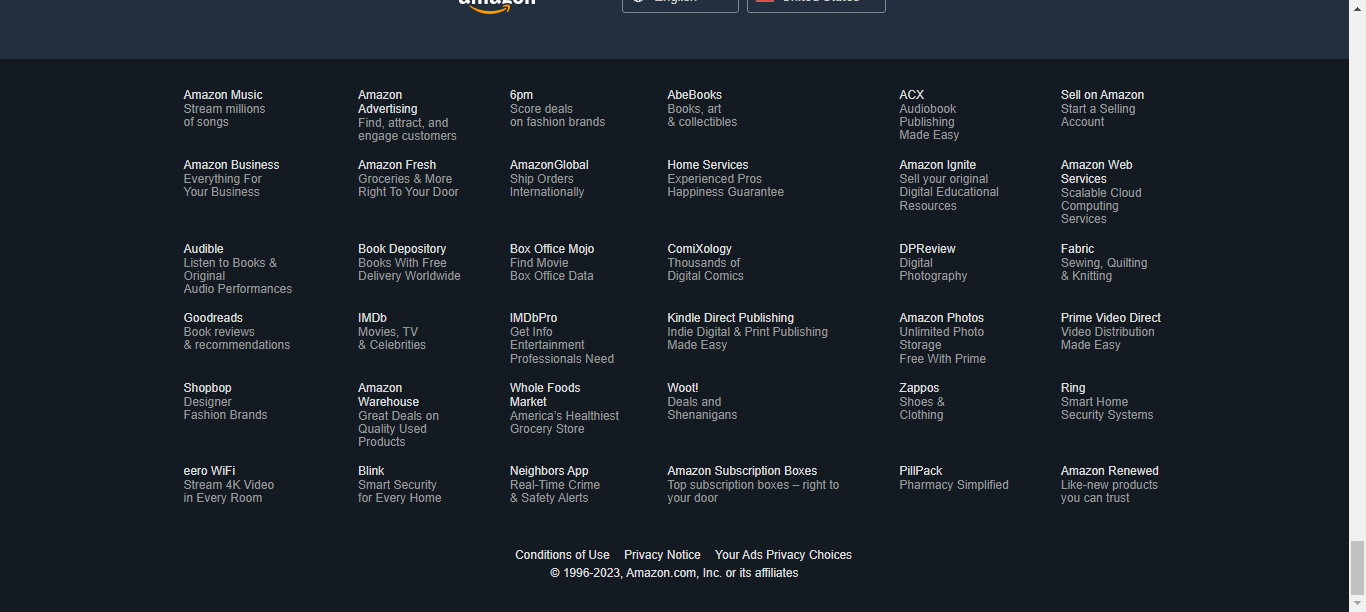 amazon English United States
Amazon Music
Stream millions
of songs
Amazon
Advertising
Find, attract, and
engage customers
6pm
Score deals
on fashion brands
AbeBooks
Books, art
& collectibles
ACX
Audiobook
Publishing
Made Easy
Sell on Amazon
Start a Selling
Account
Amazon Business
Everything For
Your Business
Amazon Fresh
Groceries & More
Right To Your Door
AmazonGlobal
Ship Orders
Internationally
Home Services
Experienced Pros
Happiness Guarantee
Amazon Ignite
Sell your original
Digital Educational
Resources
Amazon Web
Services
Scalable Cloud
Computing
Services
Audible
Listen to Books &
Original
Audio Performances
Book Depository
Books With Free
Delivery Worldwide
Box Office Mojo
Find Movie
Box Office Data
ComiXology
Thousands of
Digital Comics
DPReview
Digital
Photography
Fabric
Sewing, Quilting
& Knitting
Goodreads
Book reviews
& recommendations
IMDb
Movies, TV
& Celebrities
IMDbPro
Get Info
Entertainment
Professionals Need
Kindle Direct Publishing
Indie Digital & Print Publishing
Made Easy
Amazon Photos
Unlimited Photo
Storage
Free With Prime
Prime Video Direct
Video Distribution
Made Easy
Shopbop
Designer
Fashion Brands
Amazon
Warehouse
Great Deals on
Quality Used
Products
Whole Foods
Market
America's Healthiest
Grocery Store
Woot!
Deals and
Shenanigans
Zappos
Shoes &
Clothing
Ring
Smart Home
Security Systems
eero WiFi
Stream 4K Video
in Every Room
Blink
Smart Security
for Every Home
Neighbors App
Real-Time Crime
& Safety Alerts
Amazon Subscription Boxes
Top subscription boxes – right to
your door
PillPack
Pharmacy Simplified
Amazon Renewed
Like-new products
you can trust
Conditions of Use Privacy Notice Your Ads Privacy Choices
© 1996-2023, Amazon.com, Inc. or its affiliates